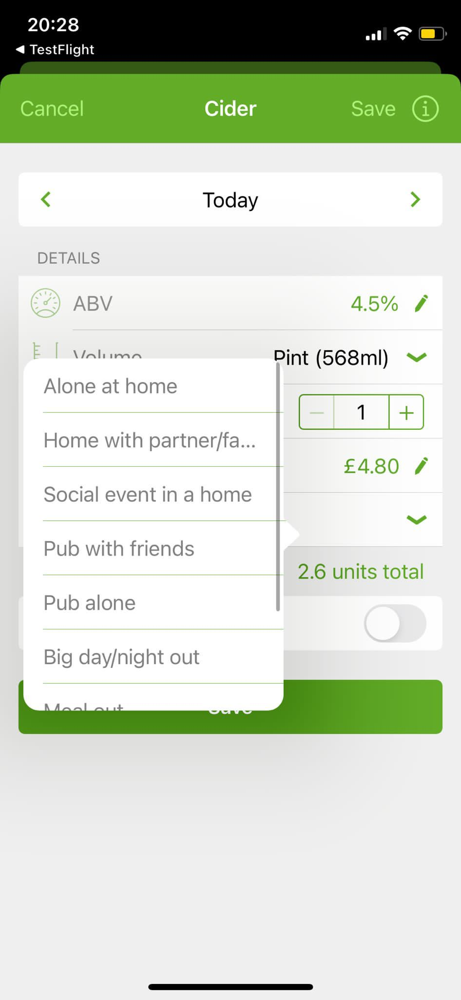 20:28
◀ TestFlight
Cancel Cider Save i
Today
DETAILS
ABV 4.5%
Volume Pint (568ml)
Alone at home
1
Home with partner/fa...
£4.80
Social event in a home
Pub with friends
2.6 units total
Pub alone
Big day/night out
Meal out
Save